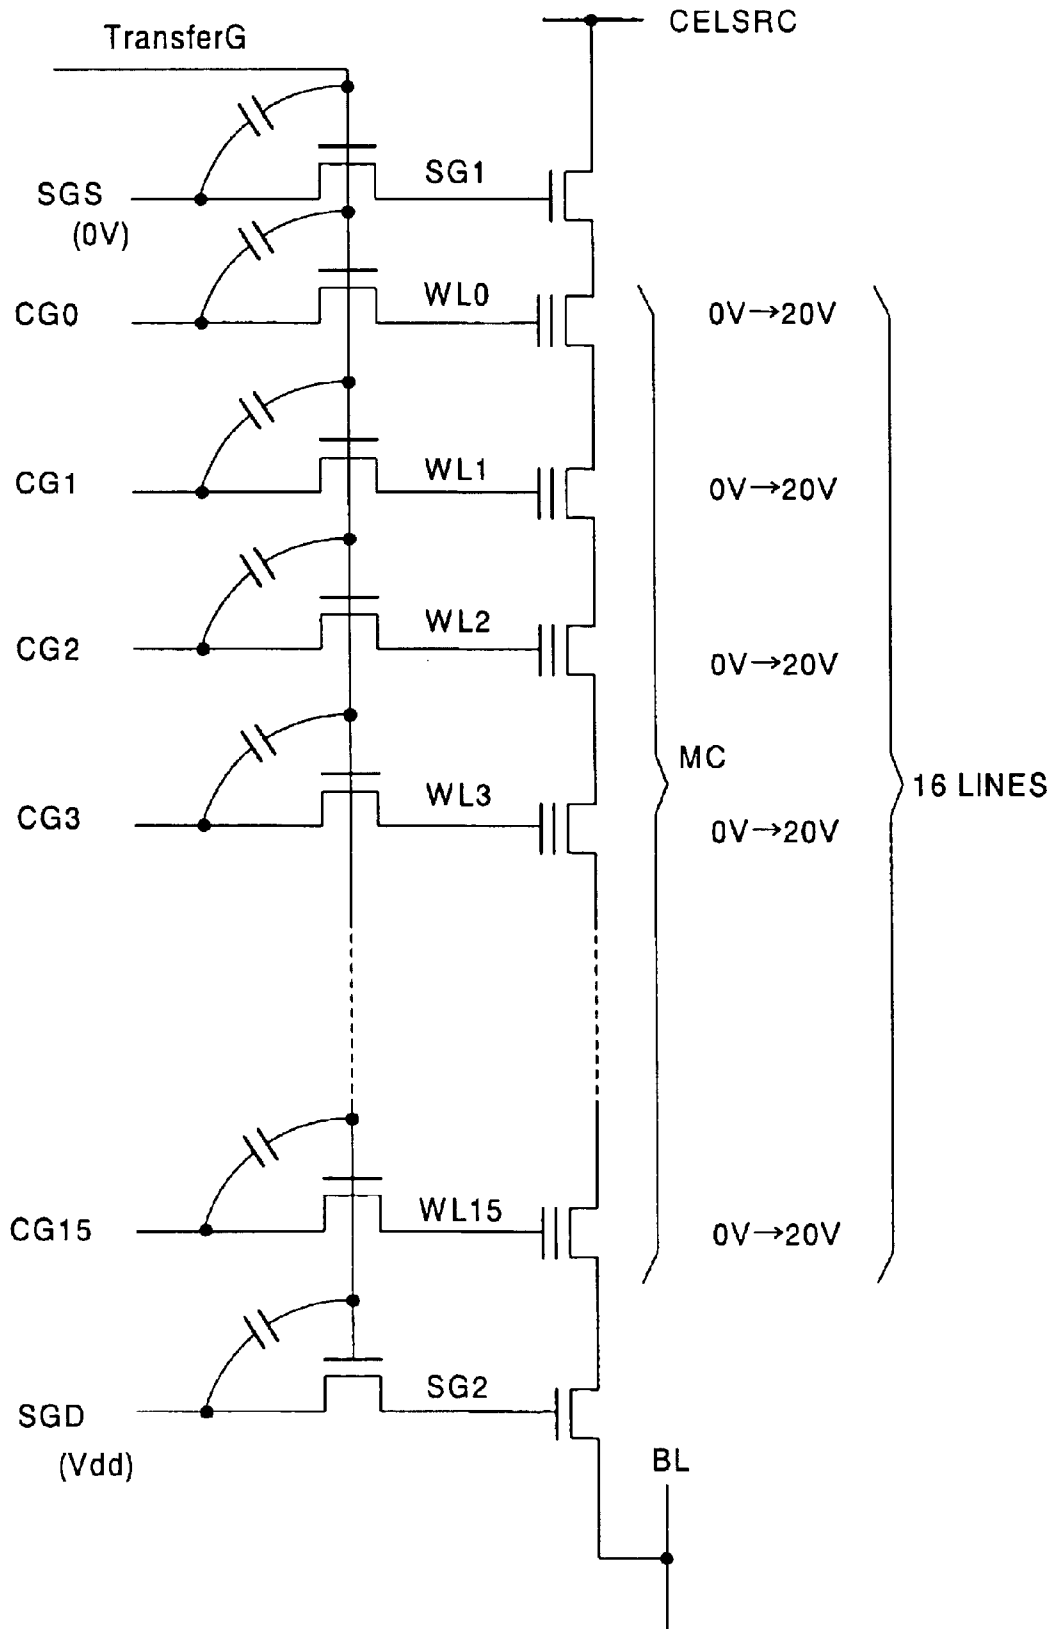 CELSRC
TransferG
SG1
SGS
(0V)
CG0
WL0
0V→20V
CG1
WL1
0V→20V
CG2
WL2
0V→20V
MC
16 LINES
CG3
WL3
0V→20V
CG15
WL15
0V→20V
SGD
SG2
(Vdd)
BL